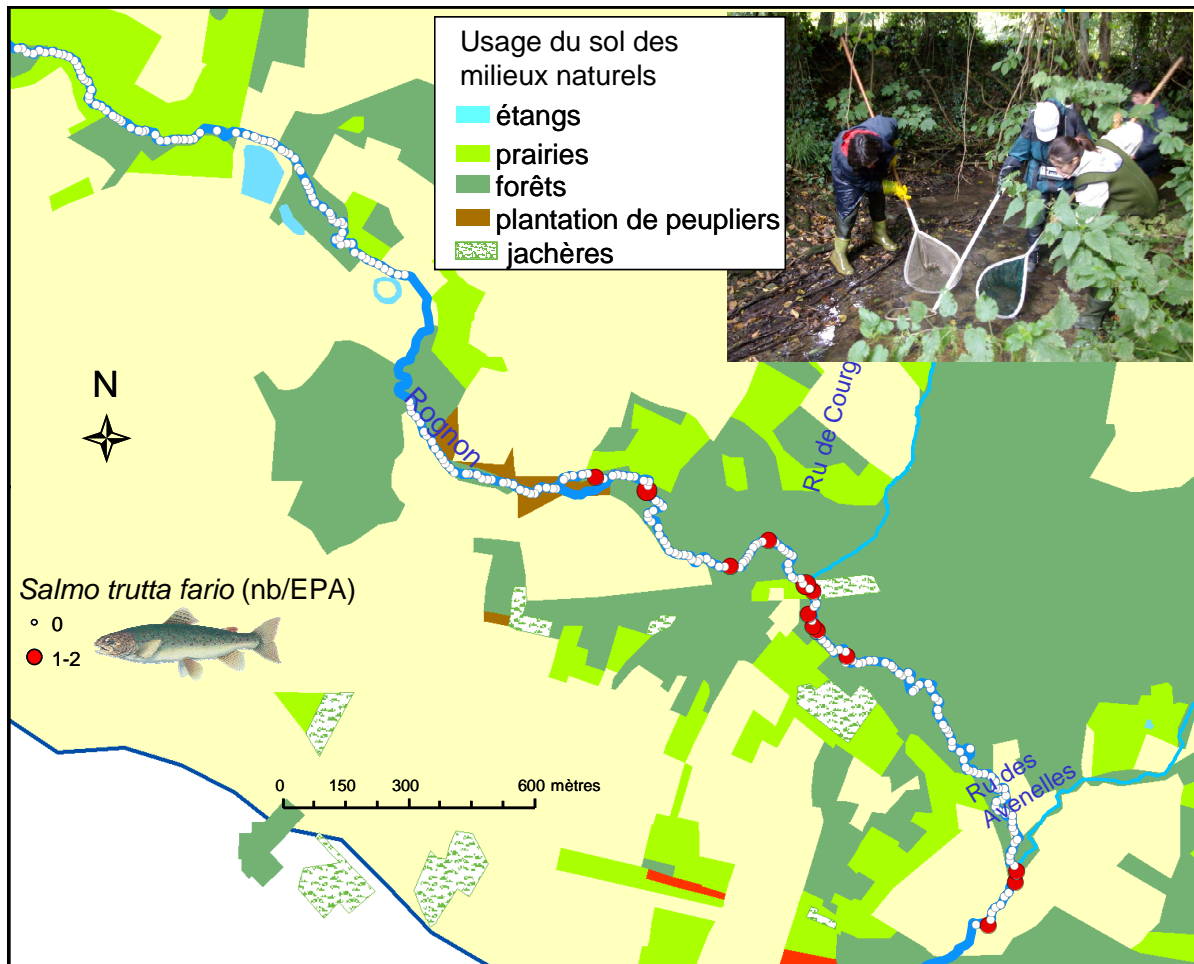 Usage du sol des
milieux naturels
étangs
prairies
forêts
plantation de peupliers
jachères
N
Rognon
Ru de Courg
Salmo trutta fario (nb/EPA)
0
1-2
0 150 300 600 mètres
Ru des
Avenelles